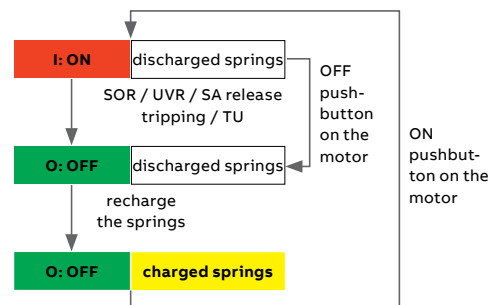 I: ON
discharged springs
SOR / UVR / SA release
tripping / TU
OFF
push-
button
on the
motor
ON
pushbut-
ton on the
motor
O: OFF
discharged springs
recharge
the springs
O: OFF
charged springs